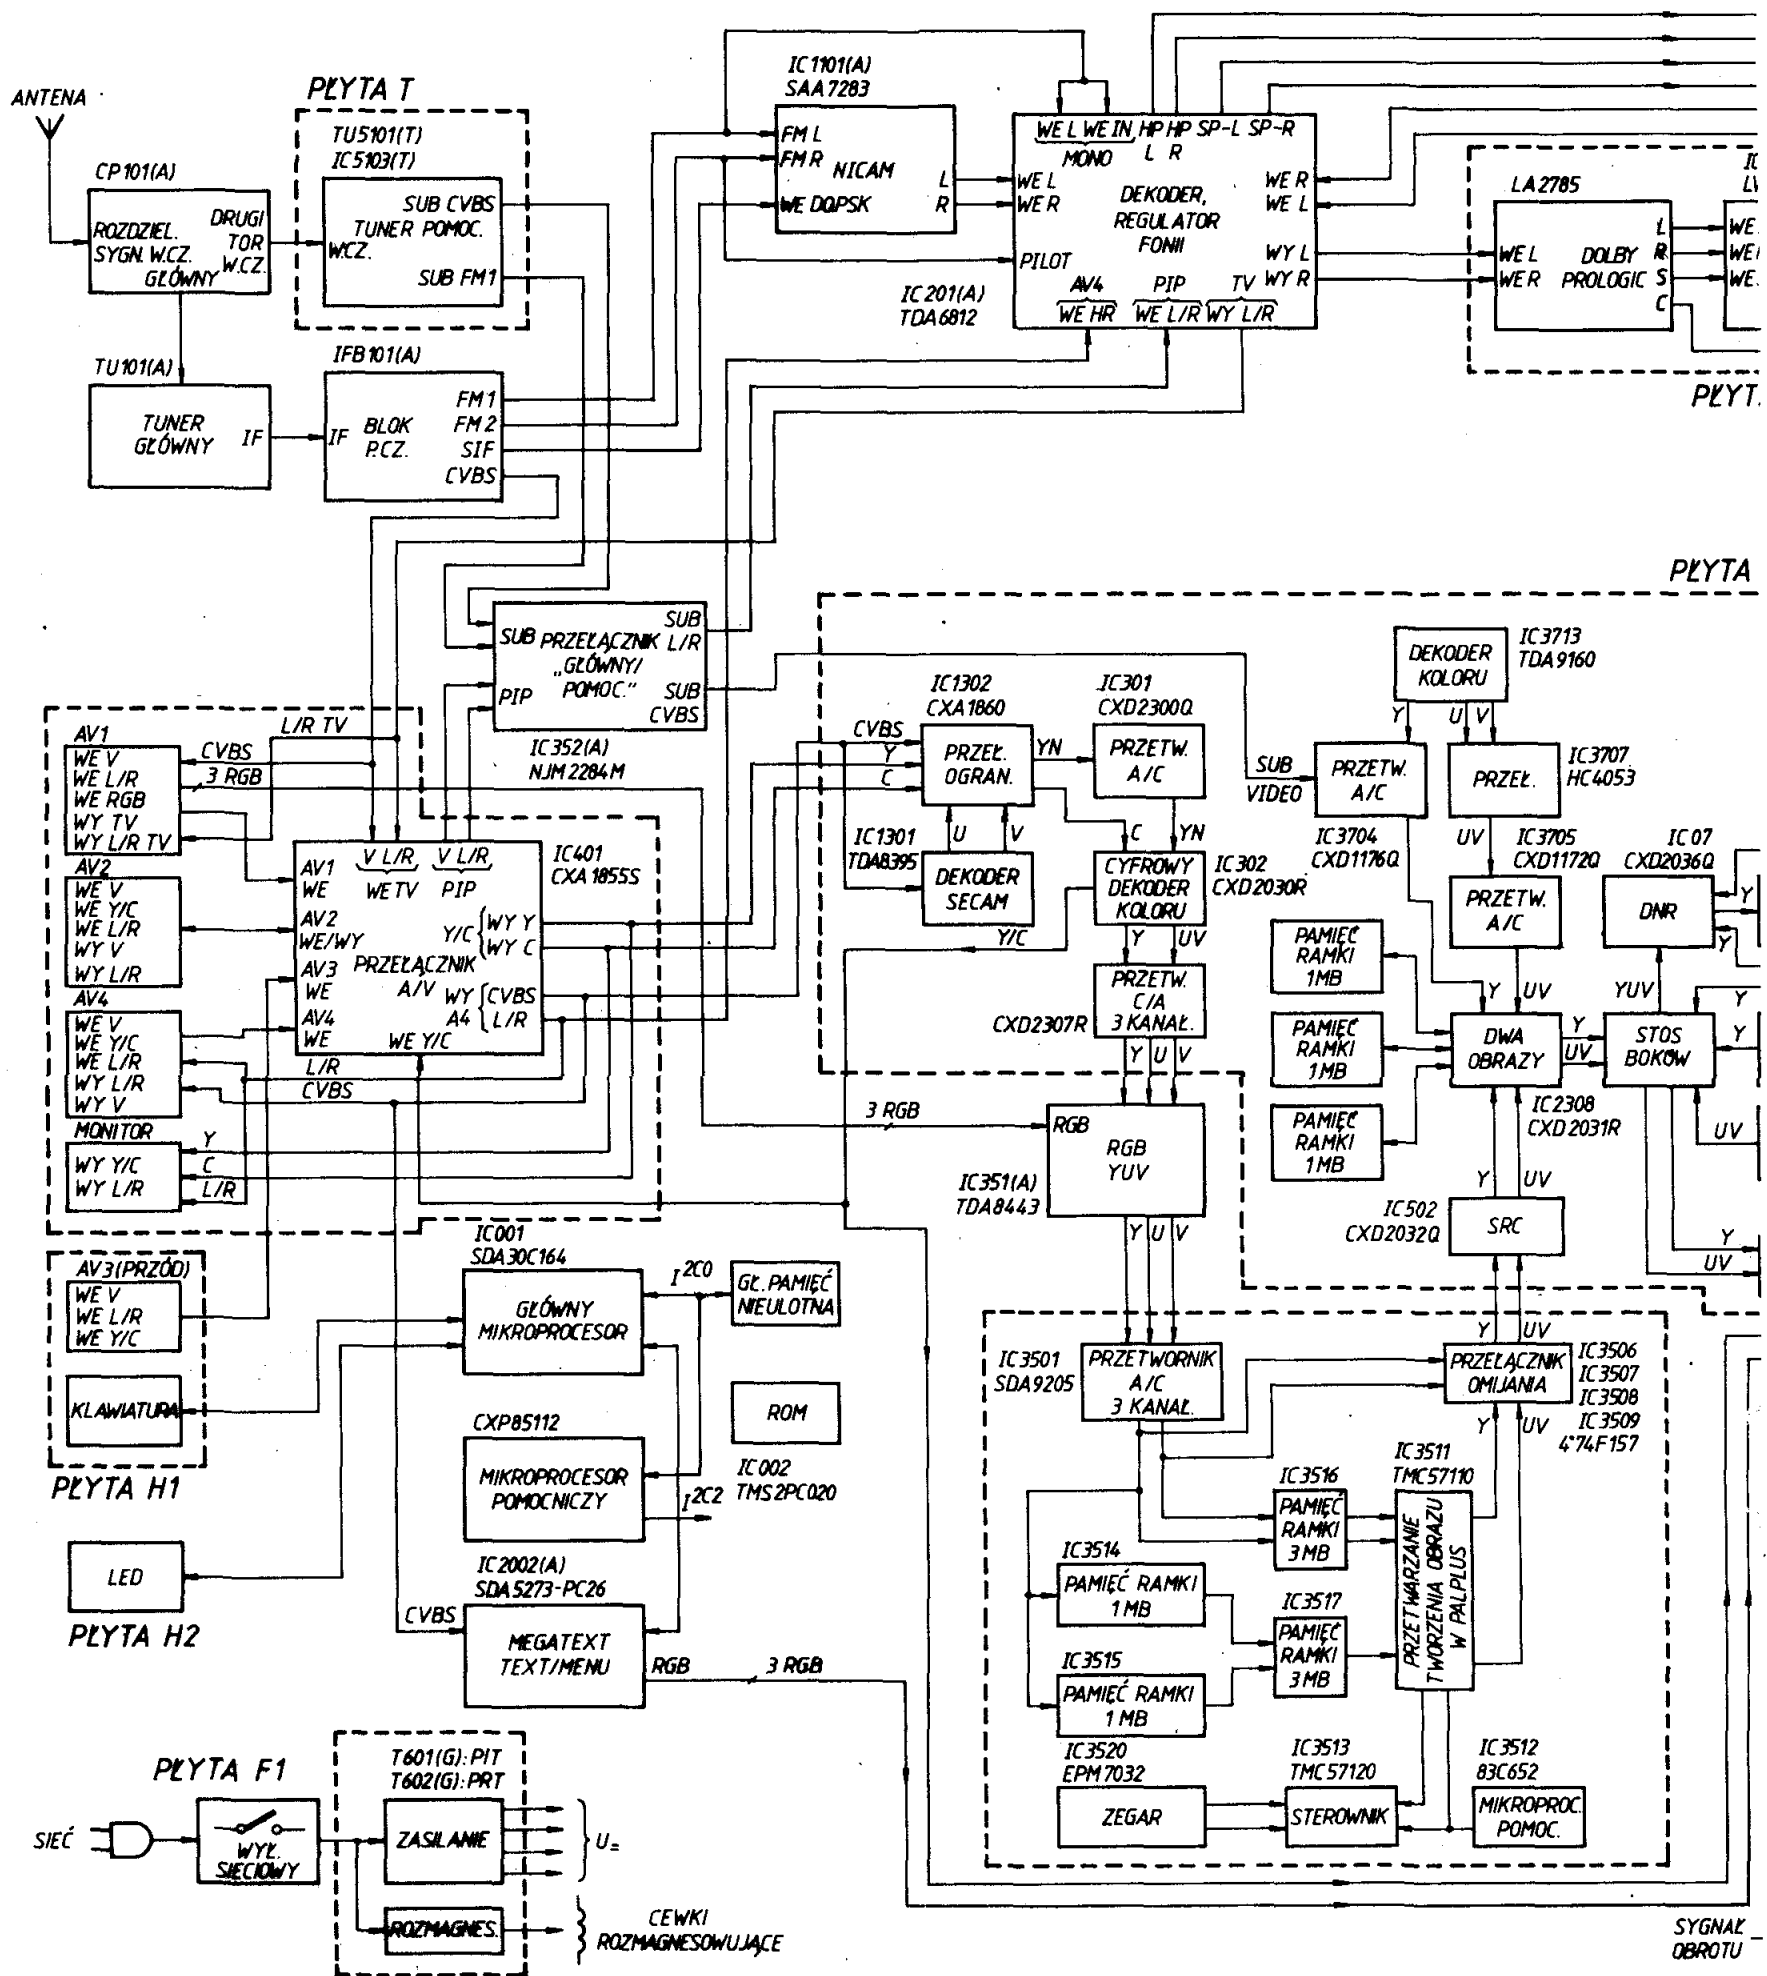 ANTENA
PŁYTA T
TU5101(T)
IC5103(T)
SUB CVBS
TUNER POMOC.
W.CZ.
SUB FM1
CP101(A)
ROZDZIEL.
SYGN. W.CZ.
GŁÓWNY
DRUGI
TOR
W.CZ.
TU101(A)
TUNER
GŁÓWNY
IF
IFB101(A)
IF
BLOK
P.CZ.
FM1
FM2
SIF
CVBS
IC1101(A)
SAA7283
FM L
FM R
NICAM
WE DQPSK
L
R
WE L WE IN
MONO
HP HP
L R
SP-L SP-R
WE L
WE R
DEKODER,
REGULATOR
FONII
WE R
WE L
WY L
WY R
PILOT
AV4
WE HR
PIP
WE L/R
TV
WY L/R
IC201(A)
TDA6812
LA2785
WE L
WE R
DOLBY
PROLOGIC
L
R
S
C
IC
LV
WE
WE
WE
PŁYT.
PŁYTA
SUB
PRZEŁĄCZNIK
„GŁÓWNY/
POMOC."
PIP
SUB
L/R
SUB
CVBS
IC352(A)
NJM2284M
L/R TV
CVBS
3 RGB
AV1
WE V
WE L/R
WE RGB
WY TV
WY L/R TV
AV2
WE V
WE Y/C
WE L/R
WY V
WY L/R
AV4
WE V
WE Y/C
WE L/R
WY L/R
WY V
MONITOR
WY Y/C
WY L/R
Y
C
L/R
L/R
CVBS
V L/R
WE TV
V L/R
PIP
AV1
WE
AV2
WE/WY
AV3
WE
AV4
WE
PRZEŁĄCZNIK
A/V
Y/C
WY Y
WY C
WY
A4
CVBS
L/R
WE Y/C
IC401
CXA1855S
AV3(PRZÓD)
WE V
WE L/R
WE Y/C
KLAWIATURA
PŁYTA H1
LED
PŁYTA H2
IC001
SDA30C164
GŁÓWNY
MIKROPROCESOR
I²C0
GŁ. PAMIĘĆ
NIEULOTNA
ROM
IC002
TMS2PC020
CXP85112
MIKROPROCESOR
POMOCNICZY
I²C2
IC2002(A)
SDA5273-PC26
CVBS
MEGATEXT
TEXT/MENU
RGB
3 RGB
CVBS
Y
C
IC1302
CXA1860
PRZEŁ.
OGRAN.
YN
IC301
CXD2300Q
PRZETW.
A/C
U
V
C
YN
IC1301
TDA8395
DEKODER
SECAM
CYFROWY
DEKODER
KOLORU
IC302
CXD2030R
Y/C
Y
UV
PRZETW.
C/A
3 KANAŁ.
CXD2307R
Y
U
V
3 RGB
RGB
RGB
YUV
IC351(A)
TDA8443
Y
U
V
SUB
VIDEO
DEKODER
KOLORU
IC3713
TDA9160
Y
U
V
PRZETW.
A/C
IC3704
CXD1176Q
PRZEŁ.
IC3707
HC4053
UV
IC3705
CXD1172Q
PRZETW.
A/C
IC07
CXD2036Q
DNR
Y
Y
PAMIĘĆ
RAMKI
1MB
PAMIĘĆ
RAMKI
1MB
PAMIĘĆ
RAMKI
1MB
Y
UV
DWA
OBRAZY
Y
UV
YUV
STOS
BOKÓW
Y
Y
UV
IC2308
CXD2031R
Y
UV
SRC
IC502
CXD2032Q
Y
UV
IC3501
SDA9205
PRZETWORNIK
A/C
3 KANAŁ.
Y
UV
PRZEŁĄCZNIK
OMIJANIA
IC3506
IC3507
IC3508
IC3509
4*74F157
Y
UV
IC3511
TMC57110
PRZETWARZANIE
TWORZENIA OBRAZU
W PALPLUS
IC3516
PAMIĘĆ
RAMKI
3MB
IC3514
PAMIĘĆ RAMKI
1MB
IC3517
PAMIĘĆ
RAMKI
3MB
IC3515
PAMIĘĆ RAMKI
1MB
IC3520
EPM7032
ZEGAR
IC3513
TMC57120
STEROWNIK
IC3512
83C652
MIKROPROC.
POMOC.
PŁYTA F1
SIEĆ
WYŁ.
SIECIOWY
T601(G):PIT
T602(G):PRT
ZASILANIE
U=
ROZMAGNES.
CEWKI
ROZMAGNESOWUJĄCE
SYGNAŁ
OBROTU